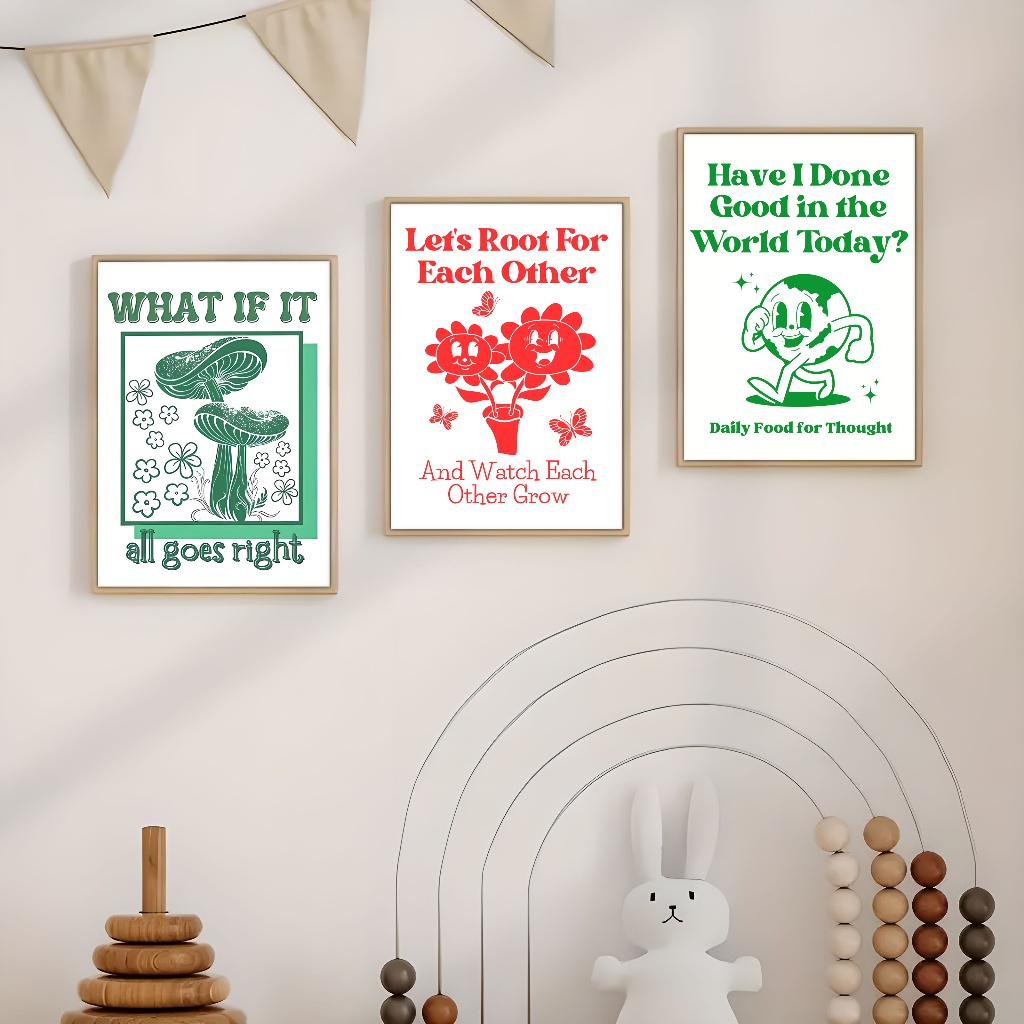 WHAT IF IT
all goes right
Let's Root For
Each Other
And Watch Each
Other Grow
Have I Done
Good in the
World Today?
Daily Food for Thought